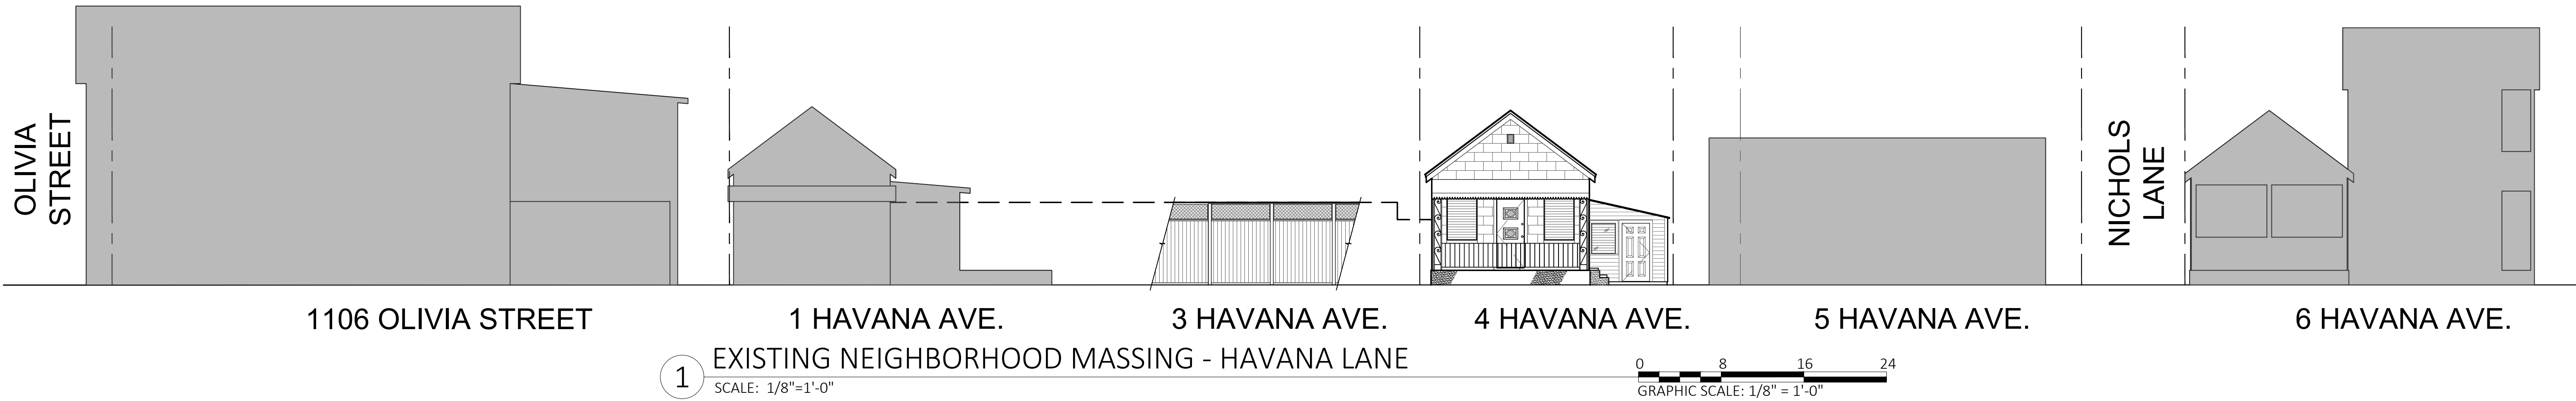 OLIVIA
STREET
NICHOLS
LANE
1106 OLIVIA STREET
1 HAVANA AVE.
3 HAVANA AVE.
4 HAVANA AVE.
5 HAVANA AVE.
6 HAVANA AVE.
1
EXISTING NEIGHBORHOOD MASSING - HAVANA LANE
SCALE: 1/8"=1'-0"
0 8 16 24
GRAPHIC SCALE: 1/8" = 1'-0"